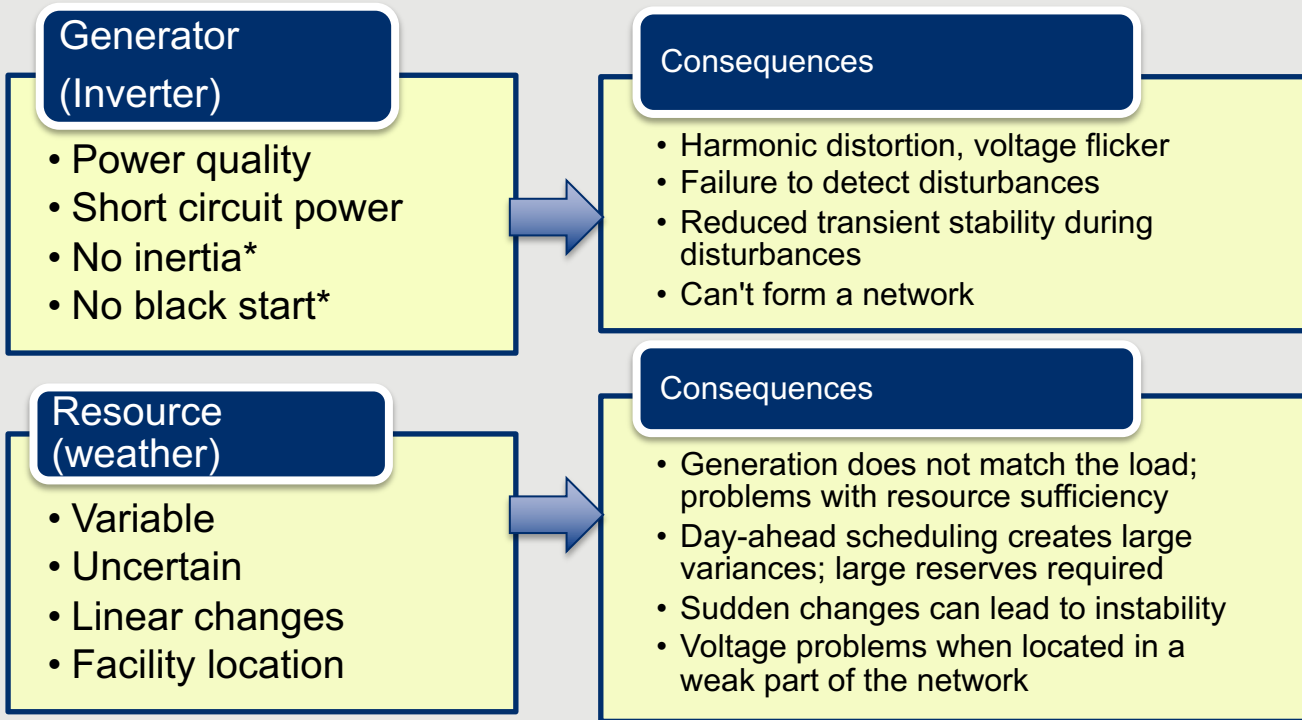 Generator
(Inverter)
• Power quality
• Short circuit power
• No inertia*
• No black start*
Consequences
• Harmonic distortion, voltage flicker
• Failure to detect disturbances
• Reduced transient stability during
disturbances
• Can't form a network
Resource
(weather)
• Variable
• Uncertain
• Linear changes
• Facility location
Consequences
• Generation does not match the load;
problems with resource sufficiency
• Day-ahead scheduling creates large
variances; large reserves required
• Sudden changes can lead to instability
• Voltage problems when located in a
weak part of the network